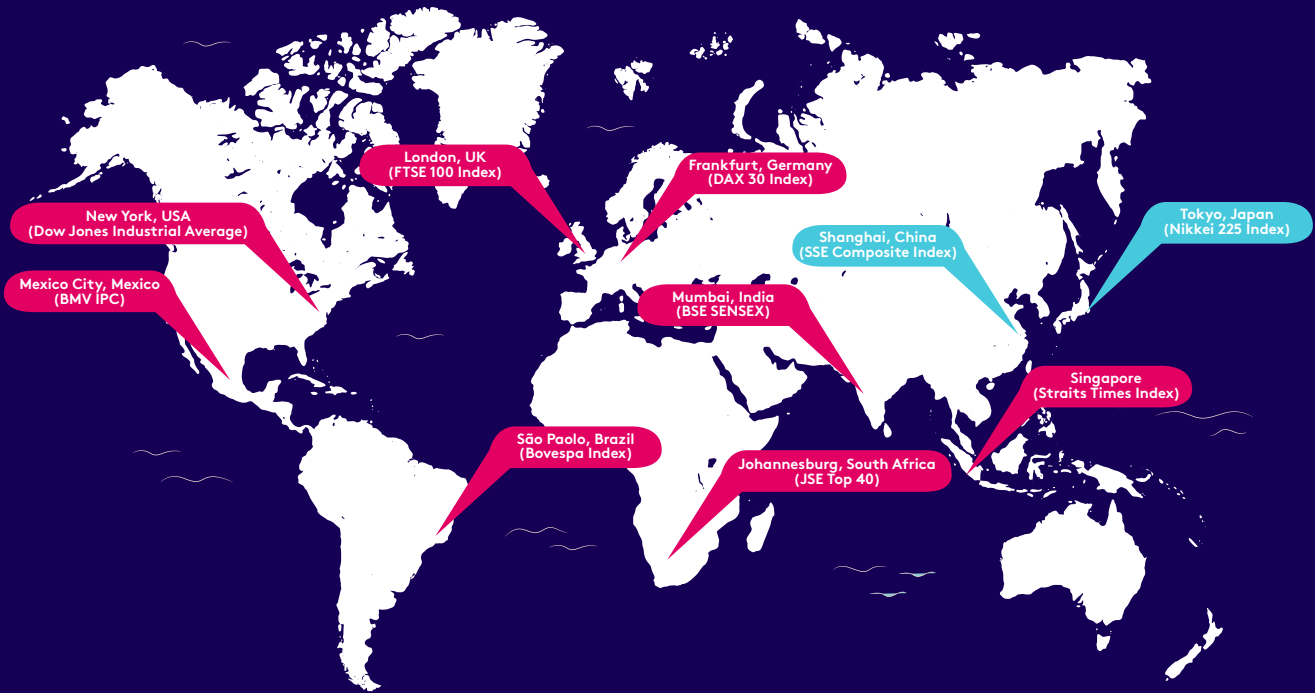 London, UK
(FTSE 100 Index)
Frankfurt, Germany
(DAX 30 Index)
New York, USA
(Dow Jones Industrial Average)
Tokyo, Japan
(Nikkei 225 Index)
Shanghai, China
(SSE Composite Index)
Mexico City, Mexico
(BMV IPC)
Mumbai, India
(BSE SENSEX)
Singapore
(Straits Times Index)
São Paolo, Brazil
(Bovespa Index)
Johannesburg, South Africa
(JSE Top 40)